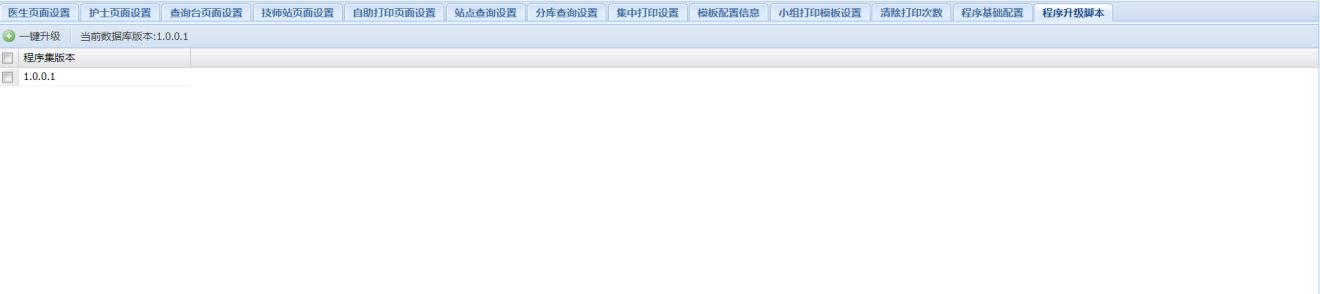 医生页面设置 护士页面设置 查询台页面设置 技师站页面设置 自助打印页面设置 站点查询设置 分库查询设置 集中打印设置 模板配置信息 小组打印模板设置 清除打印次数 程序基础配置 程序升级脚本
一键升级 当前数据库版本:1.0.0.1
程序集版本
1.0.0.1